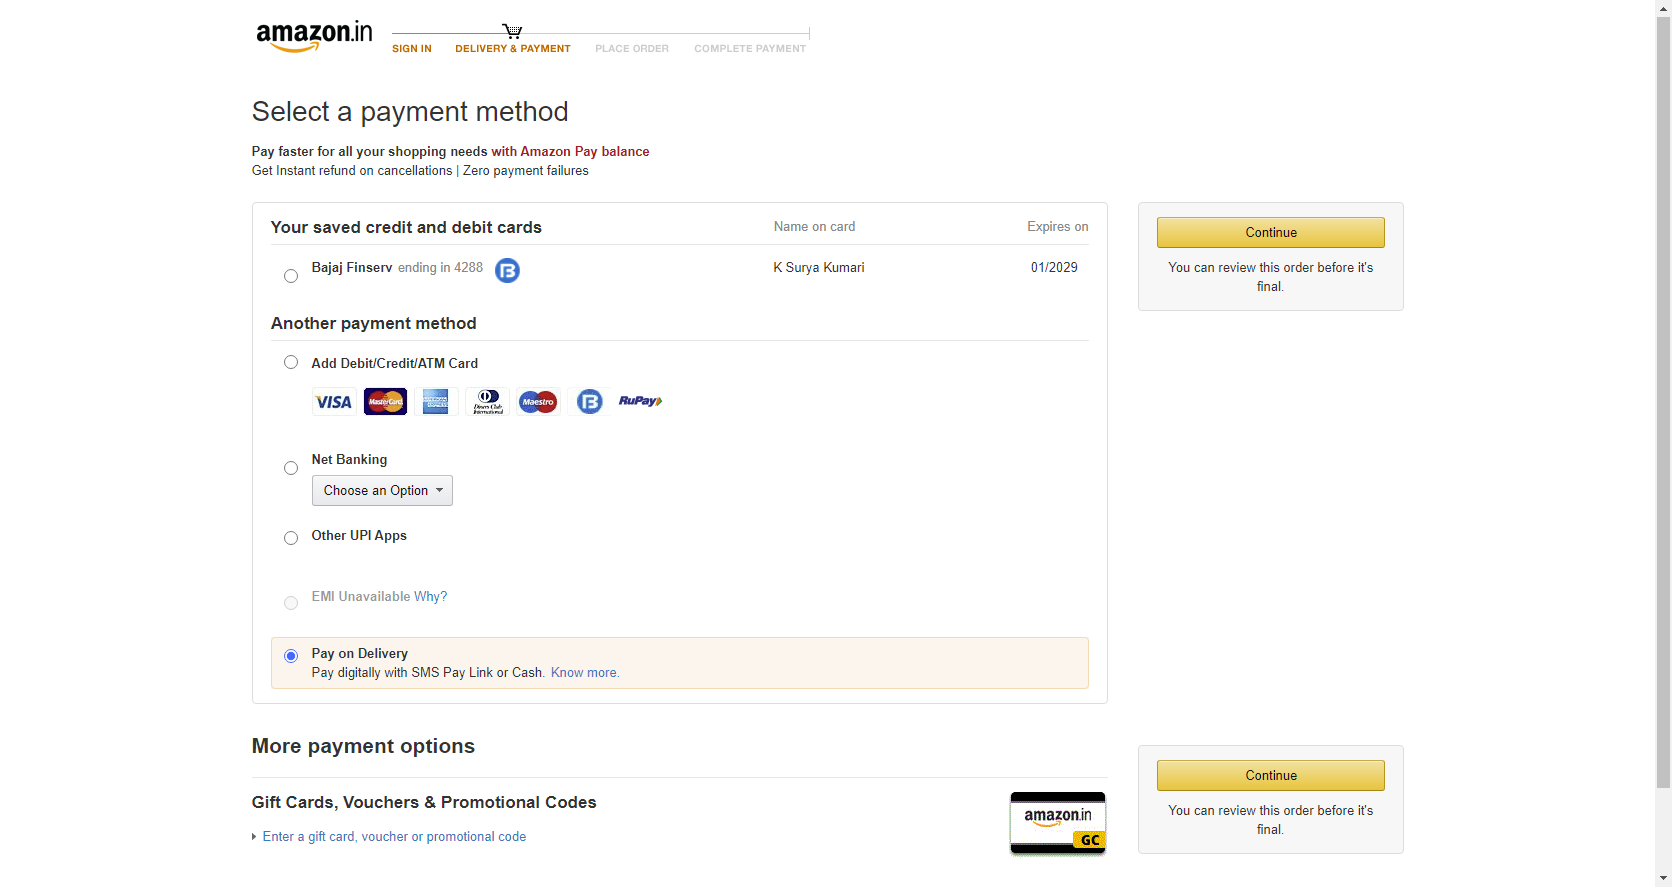 amazon.in
SIGN IN DELIVERY & PAYMENT PLACE ORDER COMPLETE PAYMENT
Select a payment method
Pay faster for all your shopping needs with Amazon Pay balance
Get Instant refund on cancellations | Zero payment failures
Your saved credit and debit cards Name on card Expires on
Bajaj Finserv ending in 4288 B K Surya Kumari 01/2029
Another payment method
Add Debit/Credit/ATM Card
VISA MasterCard AMERICAN EXPRESS Diners Club International Maestro B RuPay
Net Banking
Choose an Option
Other UPI Apps
EMI Unavailable Why?
Pay on Delivery
Pay digitally with SMS Pay Link or Cash. Know more.
Continue
You can review this order before it's
final.
More payment options
Gift Cards, Vouchers & Promotional Codes
Enter a gift card, voucher or promotional code
amazon.in
GC
Continue
You can review this order before it's
final.